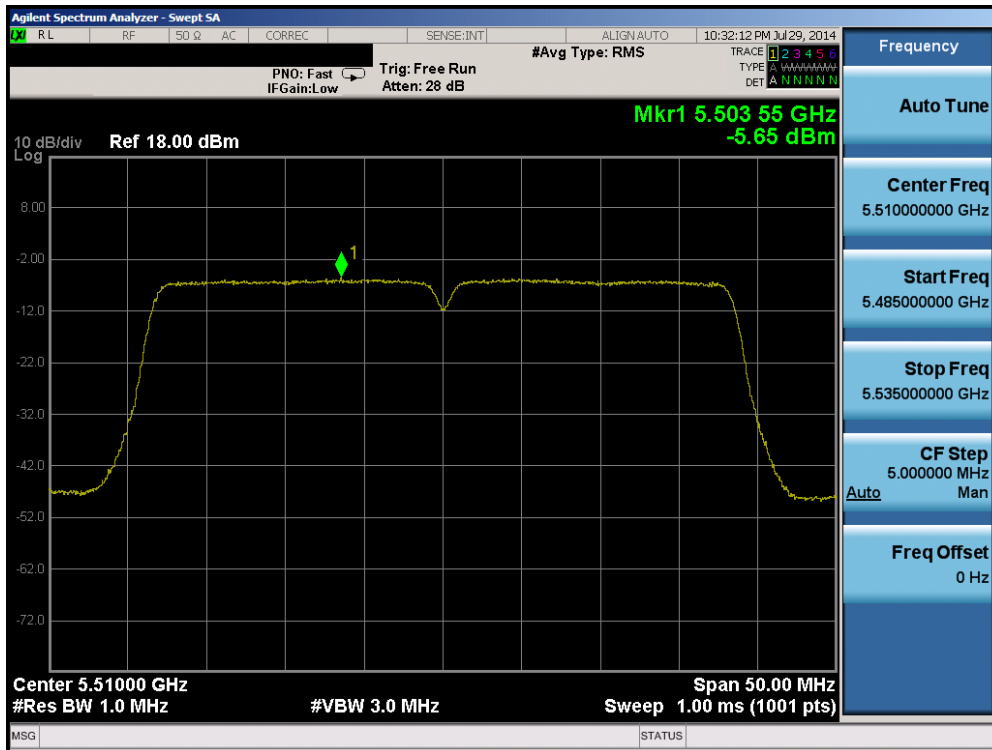 Agilent Spectrum Analyzer - Swept SA
LXI RL RF 50 Ω AC CORREC SENSE:INT ALIGN AUTO 10:32:12 PM Jul 29, 2014
#Avg Type: RMS TRACE 1 2 3 4 5 6
PNO: Fast Trig: Free Run TYPE A WWWWW
IFGain:Low Atten: 28 dB DET A N N N N N
Mkr1 5.503 55 GHz
-5.65 dBm
10 dB/div Ref 18.00 dBm
Log
8.00
1
-2.00
-12.0
-22.0
-32.0
-42.0
-52.0
-62.0
-72.0
Center 5.51000 GHz Span 50.00 MHz
#Res BW 1.0 MHz #VBW 3.0 MHz Sweep 1.00 ms (1001 pts)
MSG STATUS
Frequency
Auto Tune
Center Freq
5.510000000 GHz
Start Freq
5.485000000 GHz
Stop Freq
5.535000000 GHz
CF Step
5.000000 MHz
Auto Man
Freq Offset
0 Hz